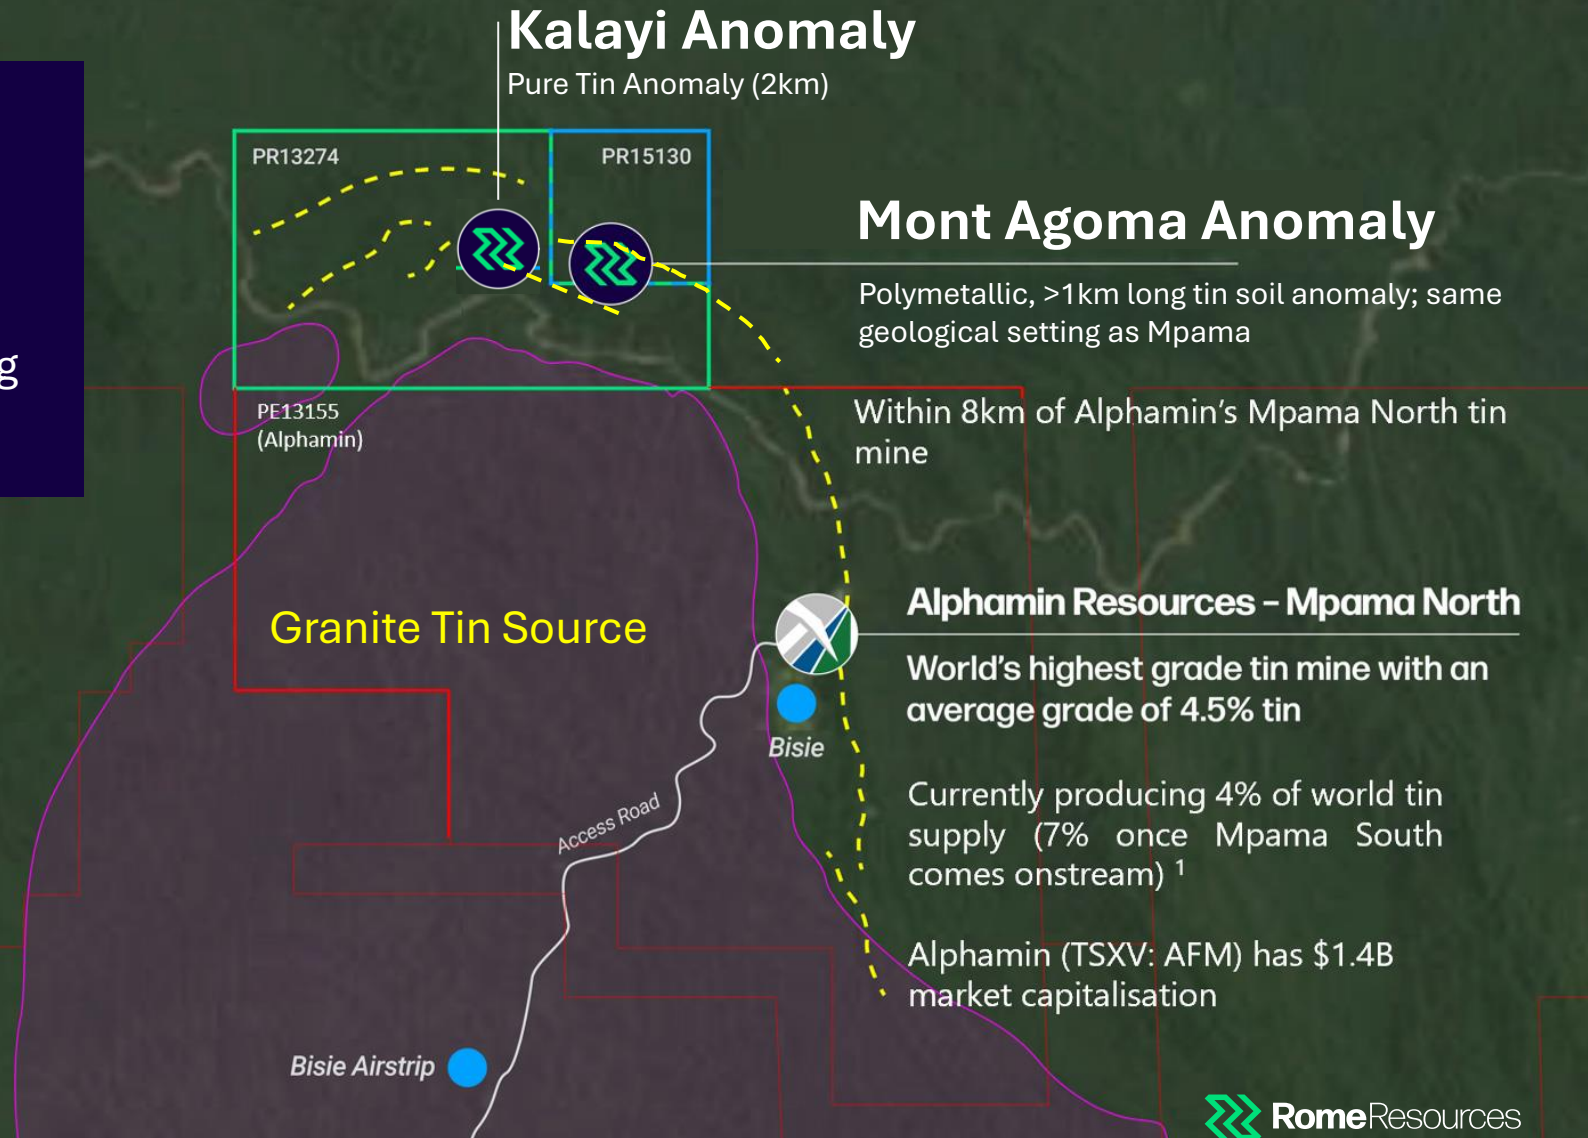 Kalayi Anomaly
Pure Tin Anomaly (2km)
PR13274
PR15130
Mont Agoma Anomaly
Polymetallic, >1km long tin soil anomaly; same
geological setting as Mpama
g
PE13155
(Alphamin)
Within 8km of Alphamin’s Mpama North tin
mine
Granite Tin Source
Alphamin Resources – Mpama North
World’s highest grade tin mine with an
average grade of 4.5% tin
Bisie
Access Road
Currently producing 4% of world tin
supply (7% once Mpama South
comes onstream) 1
Alphamin (TSXV: AFM) has $1.4B
market capitalisation
Bisie Airstrip
RomeResources